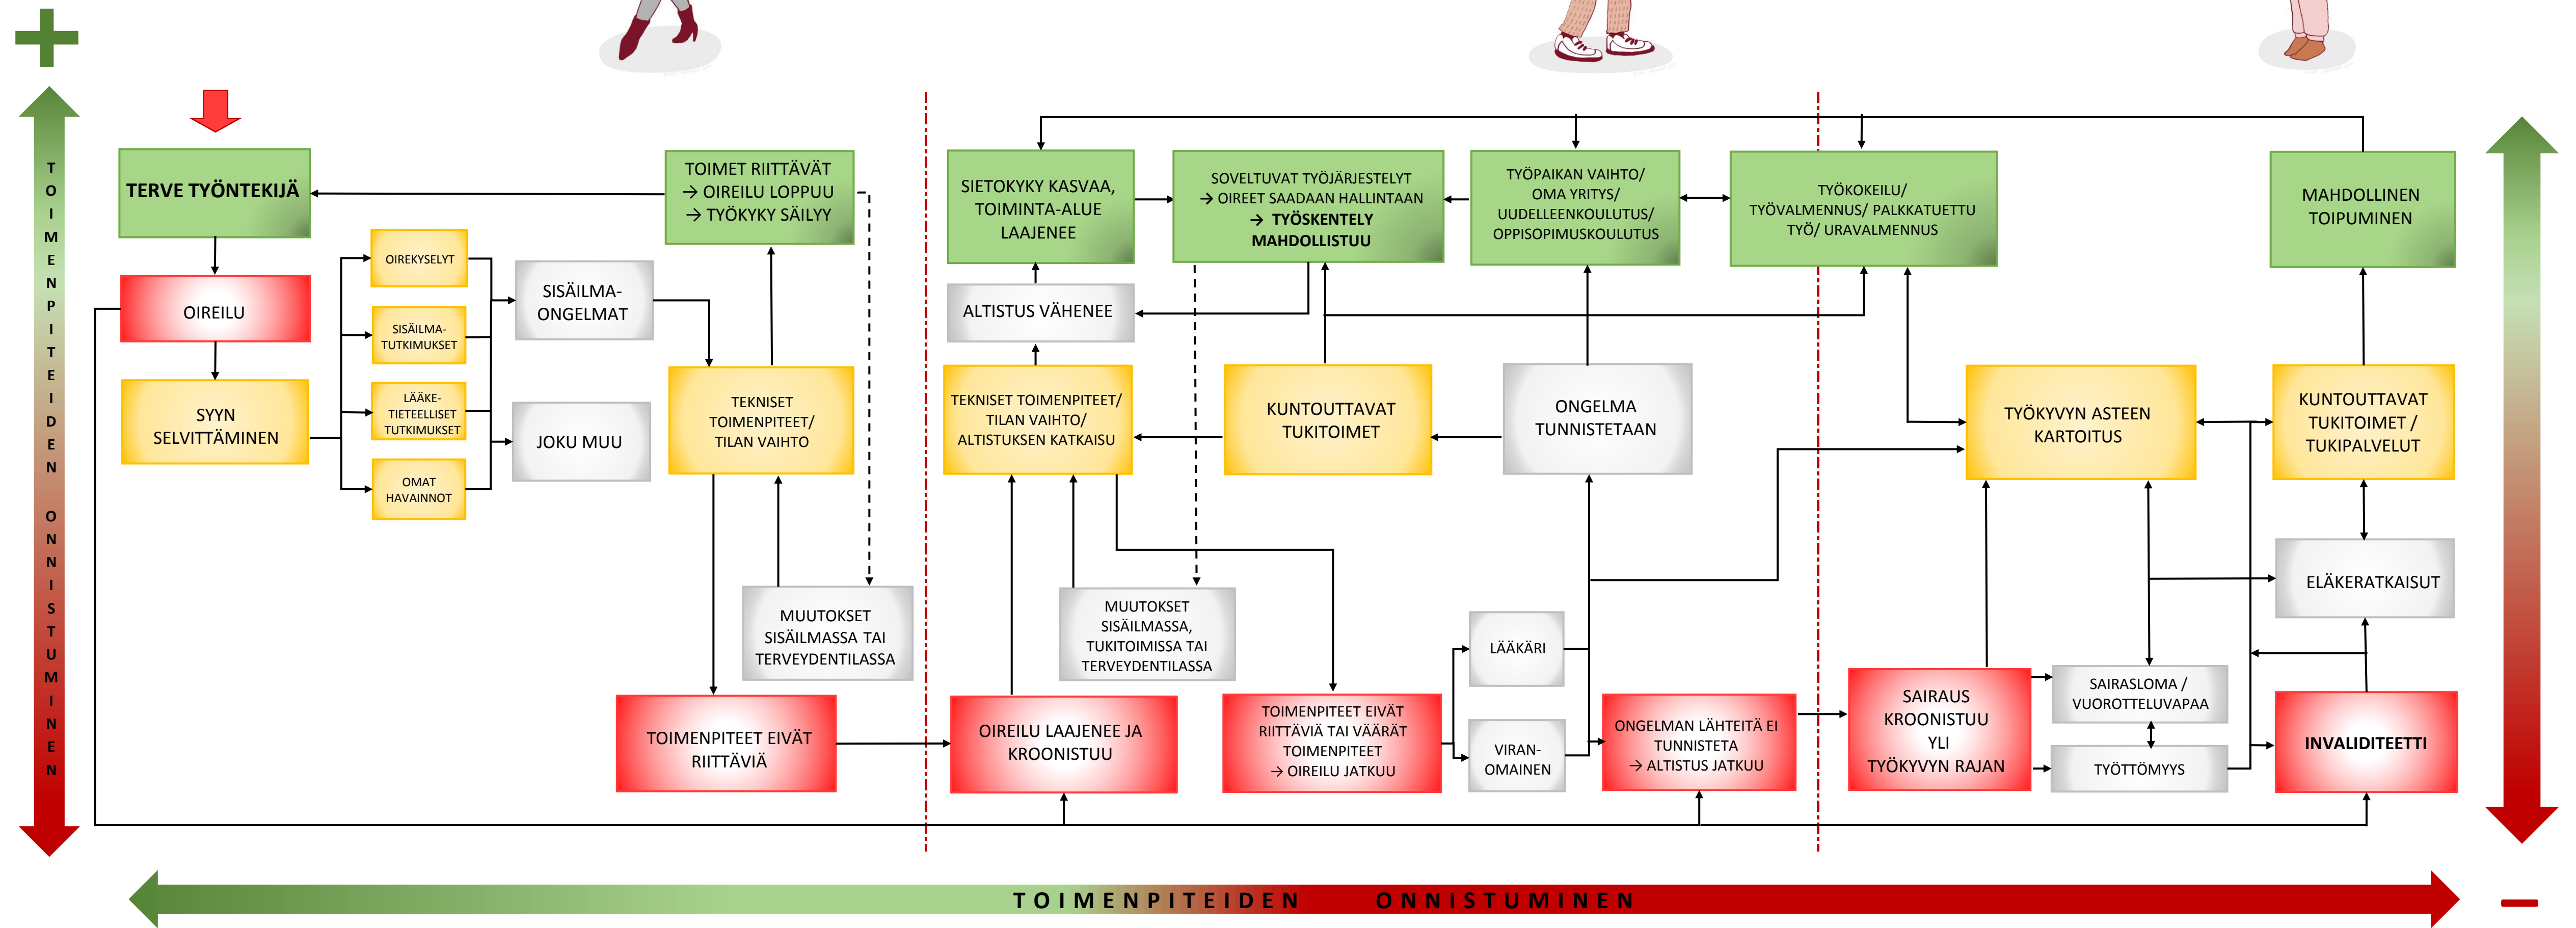 TOIMENPITEIDEN ONNISTUMINEN
TERVE TYÖNTEKIJÄ
OIREILU
SYYN
SELVITTÄMINEN
OIREKYSELYT
SISÄILMA-
TUTKIMUKSET
LÄÄKE-
TIETEELLISET
TUTKIMUKSET
OMAT
HAVAINNOT
SISÄILMA-
ONGELMAT
JOKU MUU
TOIMET RIITTÄVÄT
→ OIREILU LOPPUU
→ TYÖKYKY SÄILYY
TEKNISET
TOIMENPITEET/
TILAN VAIHTO
MUUTOKSET
SISÄILMASSA TAI
TERVEYDENTILASSA
TOIMENPITEET EIVÄT
RIITTÄVIÄ
SIETOKYKY KASVAA,
TOIMINTA-ALUE
LAAJENEE
ALTISTUS VÄHENEE
TEKNISET TOIMENPITEET/
TILAN VAIHTO/
ALTISTUKSEN KATKAISU
MUUTOKSET
SISÄILMASSA,
TUKITOIMISSA TAI
TERVEYDENTILASSA
OIREILU LAAJENEE JA
KROONISTUU
SOVELTUVAT TYÖJÄRJESTELYT
→ OIREET SAADAAN HALLINTAAN
→ TYÖSKENTELY
MAHDOLLISTUU
KUNTOUTTAVAT
TUKITOIMET
TOIMENPITEET EIVÄT
RIITTÄVIÄ TAI VÄÄRÄT
TOIMENPITEET
→ OIREILU JATKUU
TYÖPAIKAN VAIHTO/
OMA YRITYS/
UUDELLEENKOULUTUS/
OPPISOPIMUSKOULUTUS
ONGELMA
TUNNISTETAAN
LÄÄKÄRI
VIRAN-
OMAINEN
ONGELMAN LÄHTEITÄ EI
TUNNISTETA
→ ALTISTUS JATKUU
TYÖKOKEILU/
TYÖVALMENNUS/ PALKKATUETTU
TYÖ/ URAVALMENNUS
TYÖKYVYN ASTEEN
KARTOITUS
SAIRAUS
KROONISTUU
YLI
TYÖKYVYN RAJAN
SAIRASLOMA /
VUOROTTELUVAPAA
TYÖTTÖMYYS
MAHDOLLINEN
TOIPUMINEN
KUNTOUTTAVAT
TUKITOIMET /
TUKIPALVELUT
ELÄKERATKAISUT
INVALIDITEETTI
TOIMENPITEIDEN ONNISTUMINEN